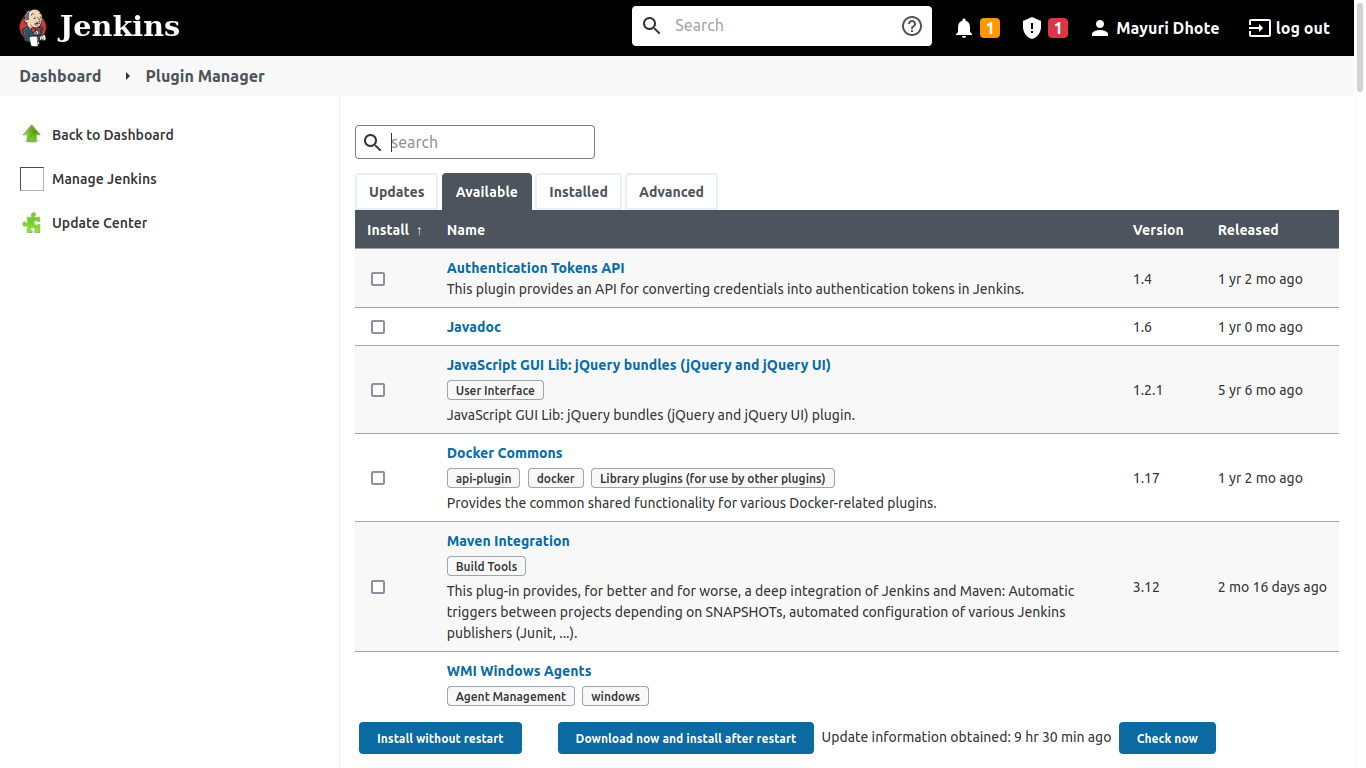 Jenkins
Search
1
1
Mayuri Dhote
log out
Dashboard
Plugin Manager
Back to Dashboard
Manage Jenkins
Update Center
search
Updates
Available
Installed
Advanced
Install ↑ Name Version Released
Authentication Tokens API
This plugin provides an API for converting credentials into authentication tokens in Jenkins.
1.4
1 yr 2 mo ago
Javadoc
1.6
1 yr 0 mo ago
JavaScript GUI Lib: jQuery bundles (jQuery and jQuery UI)
User Interface
JavaScript GUI Lib: jQuery bundles (jQuery and jQuery UI) plugin.
1.2.1
5 yr 6 mo ago
Docker Commons
api-plugin docker Library plugins (for use by other plugins)
Provides the common shared functionality for various Docker-related plugins.
1.17
1 yr 2 mo ago
Maven Integration
Build Tools
This plug-in provides, for better and for worse, a deep integration of Jenkins and Maven: Automatic
triggers between projects depending on SNAPSHOTs, automated configuration of various Jenkins
publishers (Junit, ...).
3.12
2 mo 16 days ago
WMI Windows Agents
Agent Management windows
Install without restart
Download now and install after restart
Update information obtained: 9 hr 30 min ago
Check now